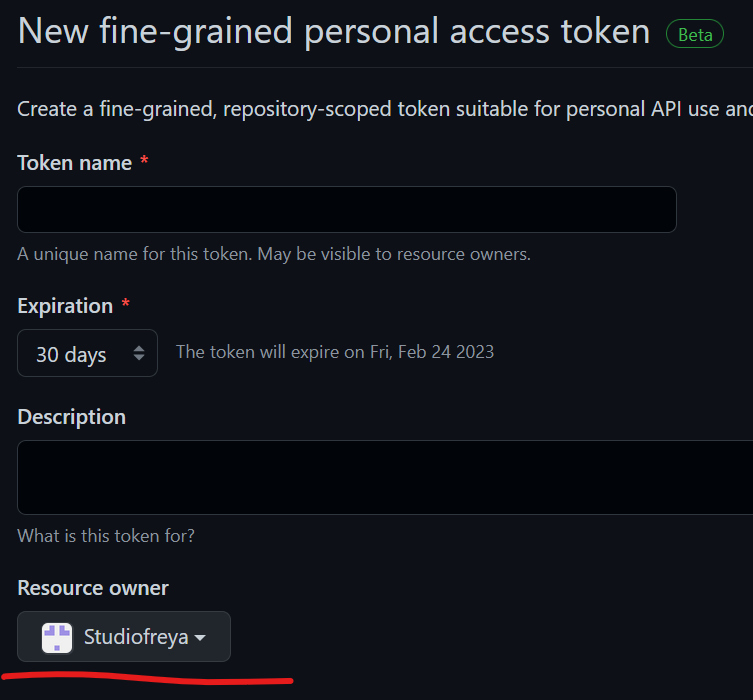 New fine-grained personal access token Beta
Create a fine-grained, repository-scoped token suitable for personal API use and
Token name *
A unique name for this token. May be visible to resource owners.
Expiration *
30 days The token will expire on Fri, Feb 24 2023
Description
What is this token for?
Resource owner
Studiofreya